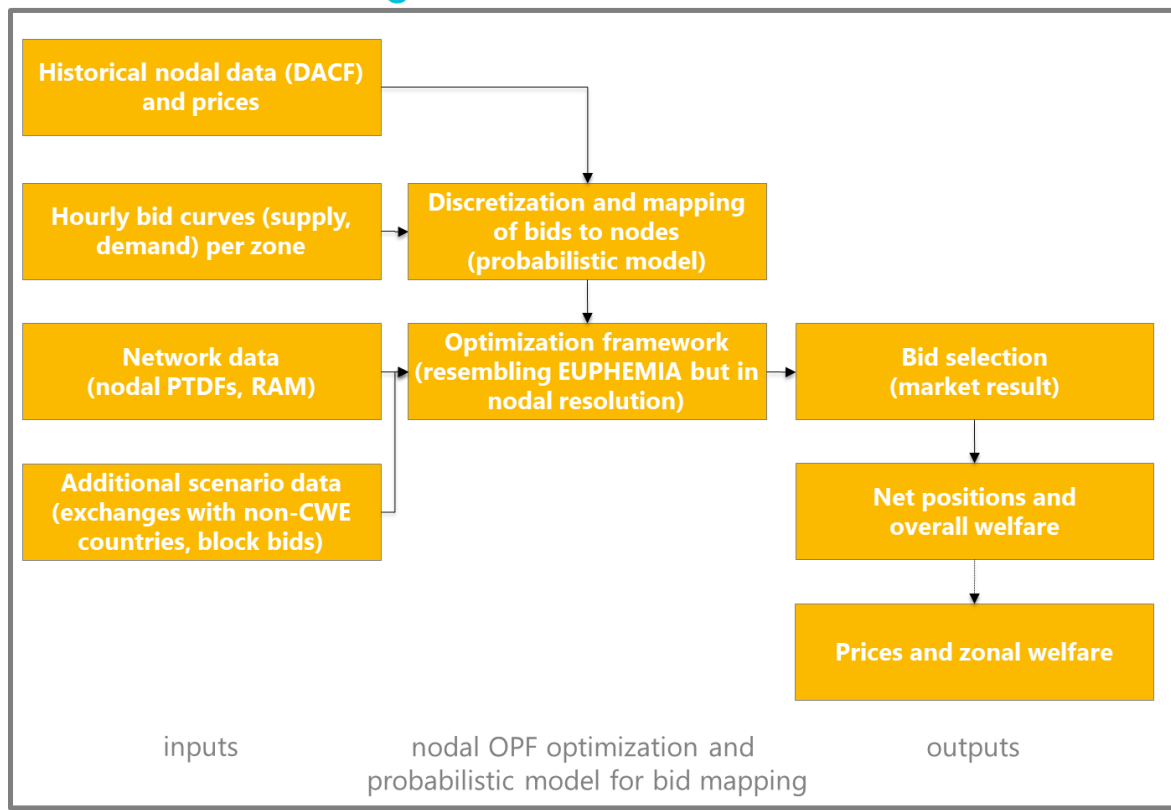 Historical nodal data (DACF)
and prices
Hourly bid curves (supply,
demand) per zone
Discretization and mapping
of bids to nodes
(probabilistic model)
Network data
(nodal PTDFs, RAM)
Optimization framework
(resembling EUPHEMIA but in
nodal resolution)
Bid selection
(market result)
Additional scenario data
(exchanges with non-CWE
countries, block bids)
Net positions and
overall welfare
Prices and zonal welfare
inputs
nodal OPF optimization and
probabilistic model for bid mapping
outputs